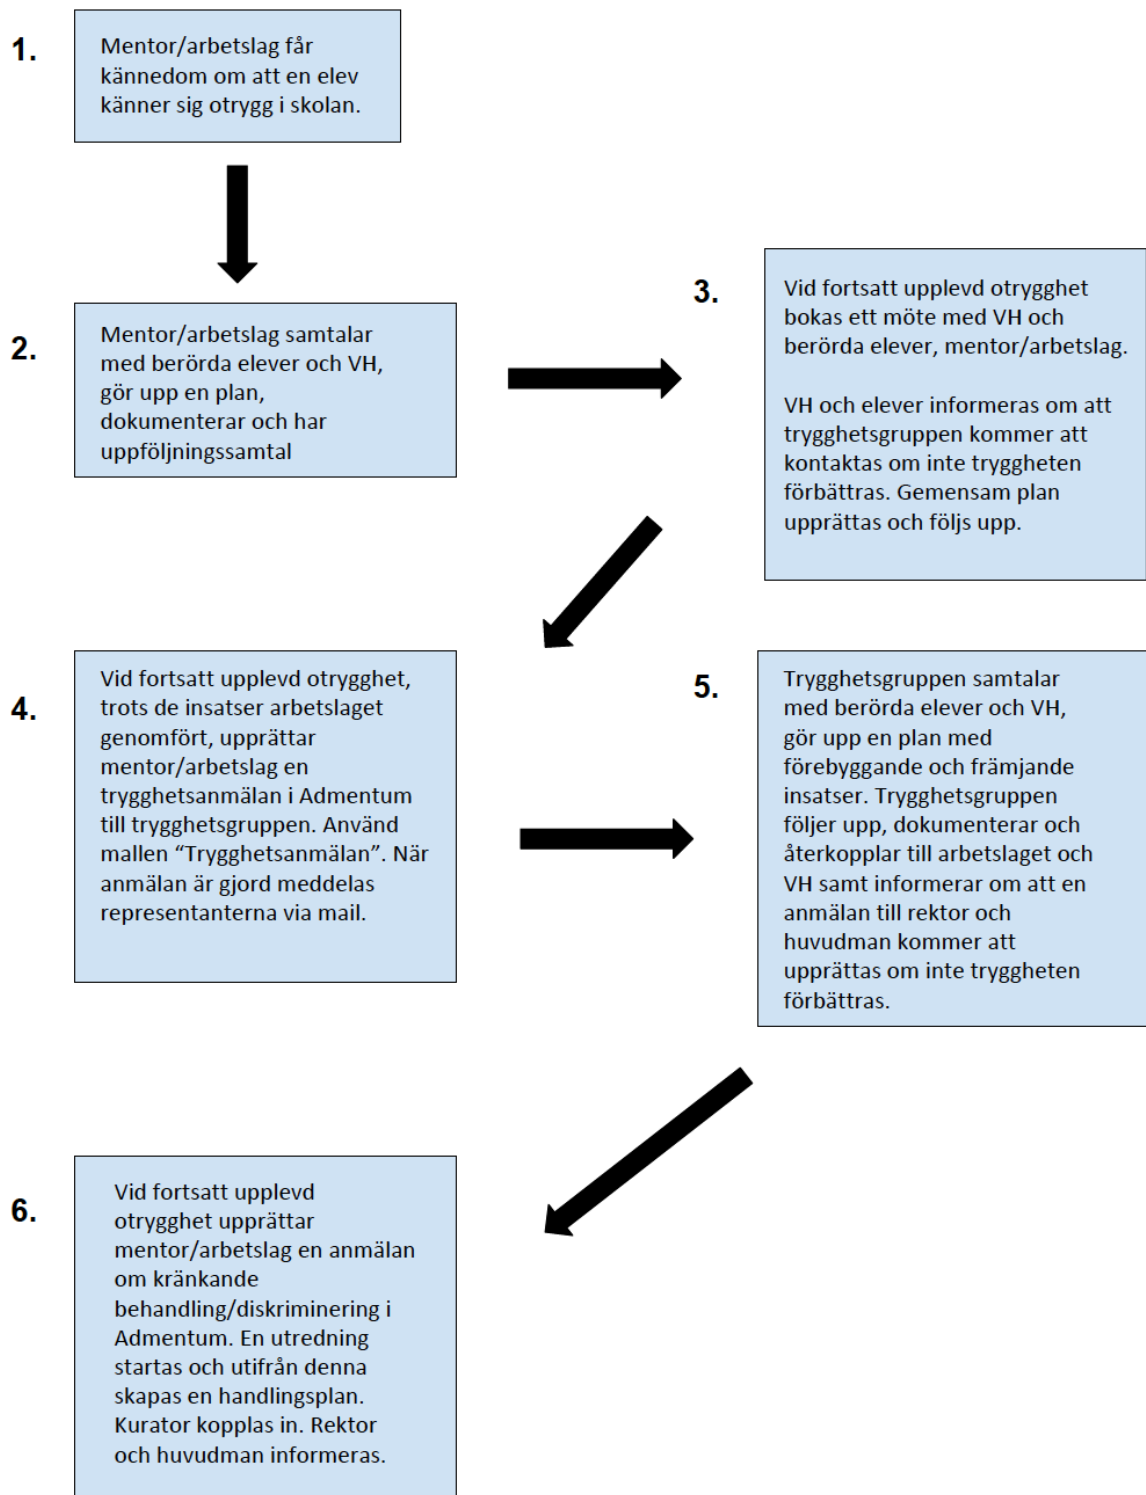 1.
Mentor/arbetslag får
kännedom om att en elev
känner sig otrygg i skolan.
2.
Mentor/arbetslag samtalar
med berörda elever och VH,
gör upp en plan,
dokumenterar och har
uppföljningssamtal
3.
Vid fortsatt upplevd otrygghet
bokas ett möte med VH och
berörda elever, mentor/arbetslag.
VH och elever informeras om att
trygghetsgruppen kommer att
kontaktas om inte tryggheten
förbättras. Gemensam plan
upprättas och följs upp.
4.
Vid fortsatt upplevd otrygghet,
trots de insatser arbetslaget
genomfört, upprättar
mentor/arbetslag en
trygghetsanmälan i Admentum
till trygghetsgruppen. Använd
mallen “Trygghetsanmälan”. När
anmälan är gjord meddelas
representanterna via mail.
5.
Trygghetsgruppen samtalar
med berörda elever och VH,
gör upp en plan med
förebyggande och främjande
insatser. Trygghetsgruppen
följer upp, dokumenterar och
återkopplar till arbetslaget och
VH samt informerar om att en
anmälan till rektor och
huvudman kommer att
upprättas om inte tryggheten
förbättras.
6.
Vid fortsatt upplevd
otrygghet upprättar
mentor/arbetslag en anmälan
om kränkande
behandling/diskriminering i
Admentum. En utredning
startas och utifrån denna
skapas en handlingsplan.
Kurator kopplas in. Rektor
och huvudman informeras.